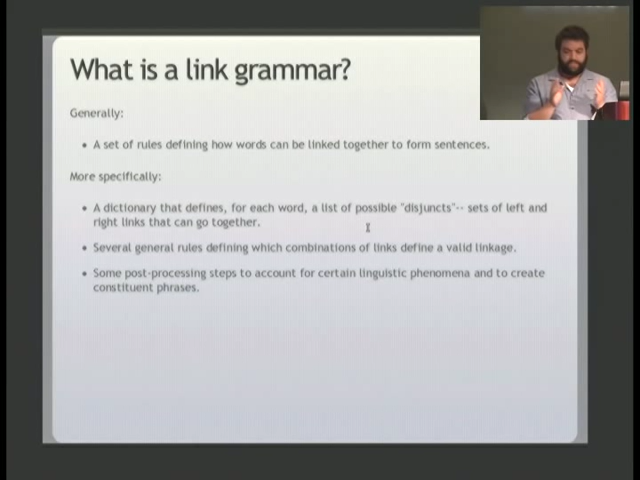 What is a link grammar?
Generally:
• A set of rules defining how words can be linked together to form sentences.
More specifically:
• A dictionary that defines, for each word, a list of possible "disjuncts"-- sets of left and
right links that can go together.
• Several general rules defining which combinations of links define a valid linkage.
• Some post-processing steps to account for certain linguistic phenomena and to create
constituent phrases.